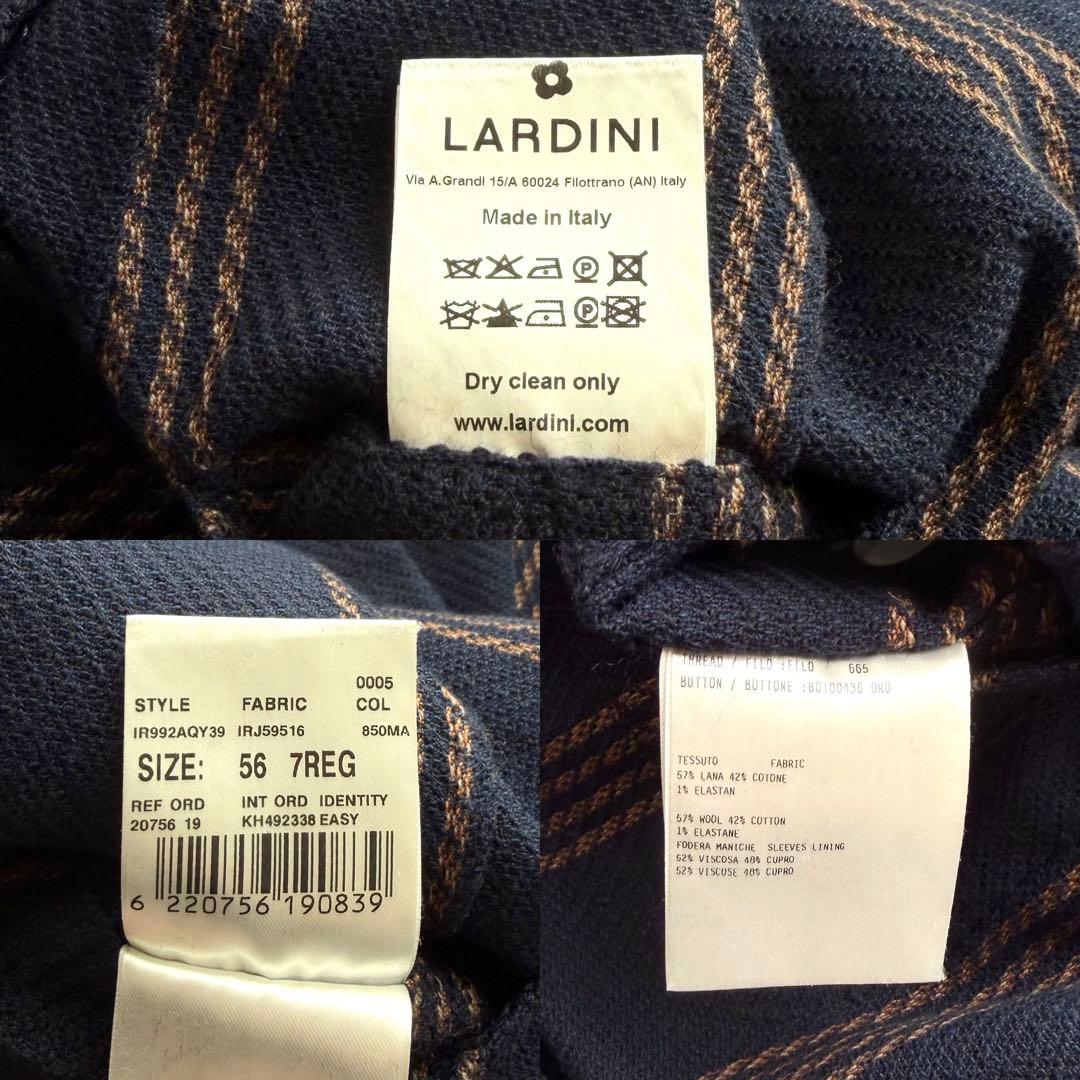 LARDINI
Via A.Grandi 15/A 60024 Filottrano (AN) Italy
Made in Italy
P
P
Dry clean only
www.lardini.com
0005
STYLE FABRIC COL
IR992AQY39 IRJ59516 850MA
SIZE: 56 7REG
REF ORD INT ORD IDENTITY
20756 19 KH492338 EASY
6 220756 190839
THREAD / FILO :FILO 665
BUTTON / BOTTONE :BOT00436 ORO
TESSUTO FABRIC
57% LANA 42% COTONE
1% ELASTAN
57% WOOL 42% COTTON
1% ELASTANE
FODERA MANICHE SLEEVES LINING
52% VISCOSA 48% CUPRO
52% VISCOSE 48% CUPRO